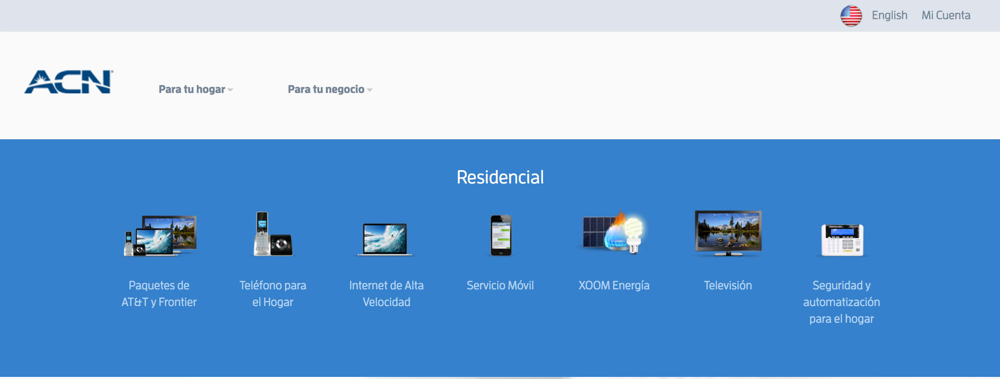 English Mi Cuenta
ACN
Para tu hogar Para tu negocio
Residencial
Paquetes de
AT&T y Frontier
Teléfono para
el Hogar
Internet de Alta
Velocidad
Servicio Móvil
XOOM Energía
Televisión
Seguridad y
automatización
para el hogar